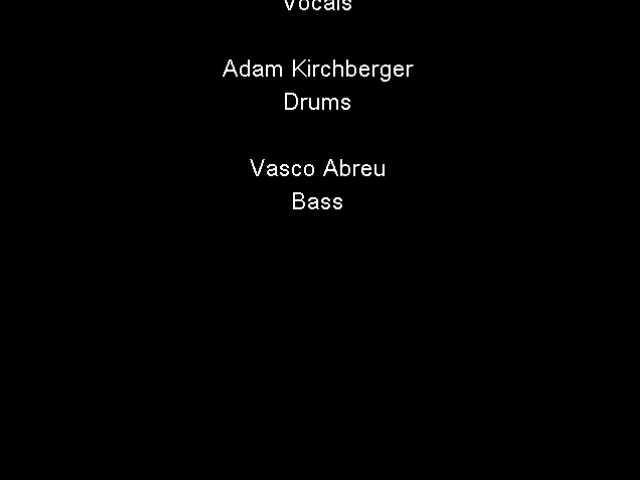 Vocals
Adam Kirchberger
Drums
Vasco Abreu
Bass